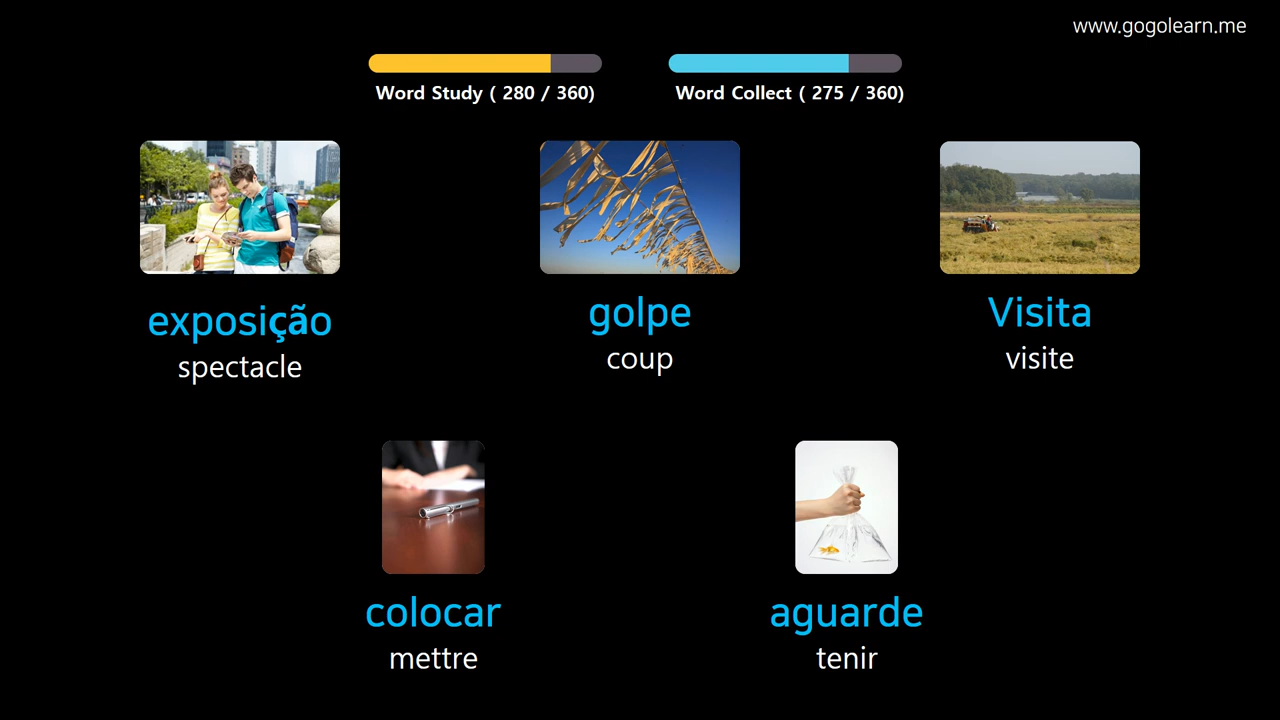 www.gogolearn.me
Word Study ( 280 / 360)
Word Collect ( 275 / 360)
exposição
spectacle
golpe
coup
Visita
visite
colocar
mettre
aguarde
tenir